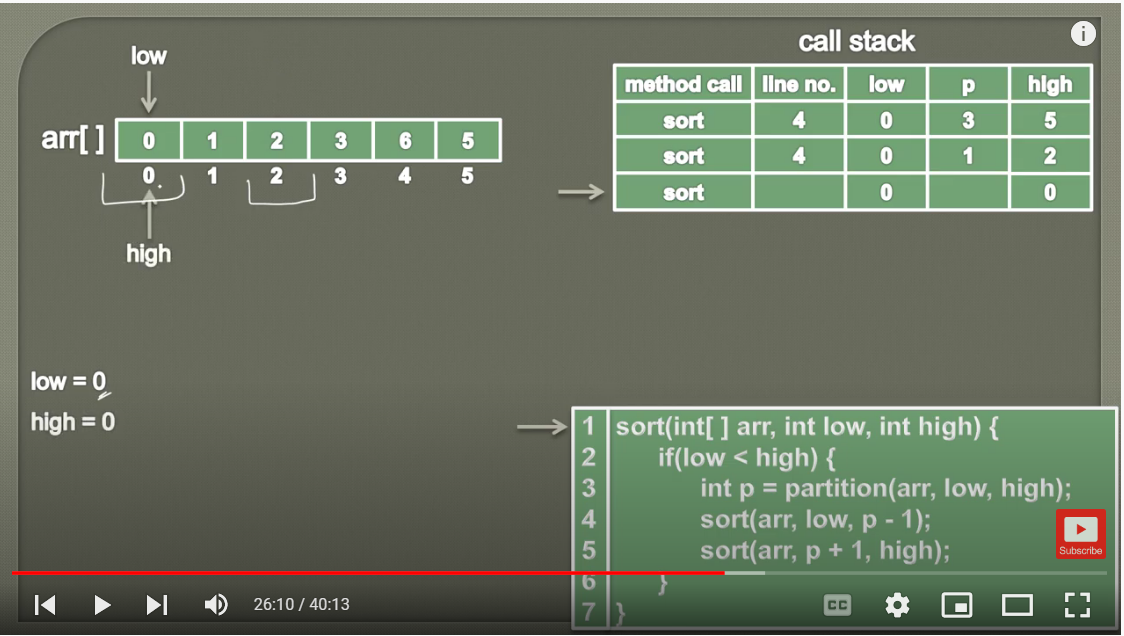 call stack
low
method call line no. low p high
sort 4 0 3 5
sort 4 0 1 2
sort 0 0
arr[ ] 0 1 2 3 6 5
0 1 2 3 4 5
high
low = 0
high = 0
1 sort(int[ ] arr, int low, int high) {
2 if(low < high) {
3 int p = partition(arr, low, high);
4 sort(arr, low, p - 1);
5 sort(arr, p + 1, high);
6 }
7 }
Subscribe
26:10 / 40:13
CC